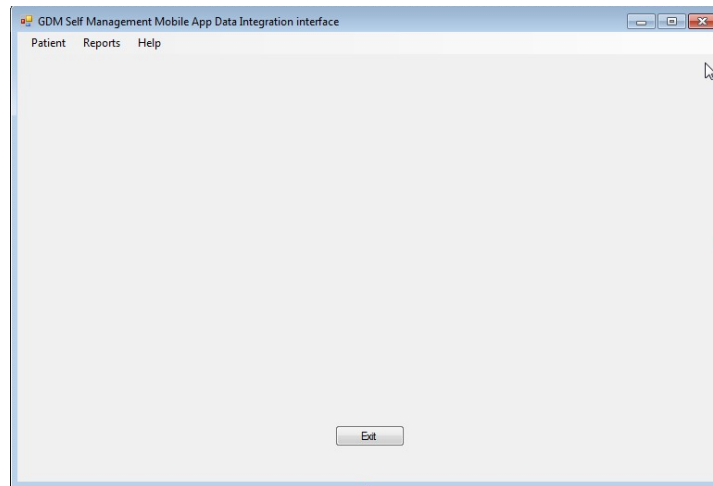 GDM Self Management Mobile App Data Integration interface
Patient Reports Help
Exit